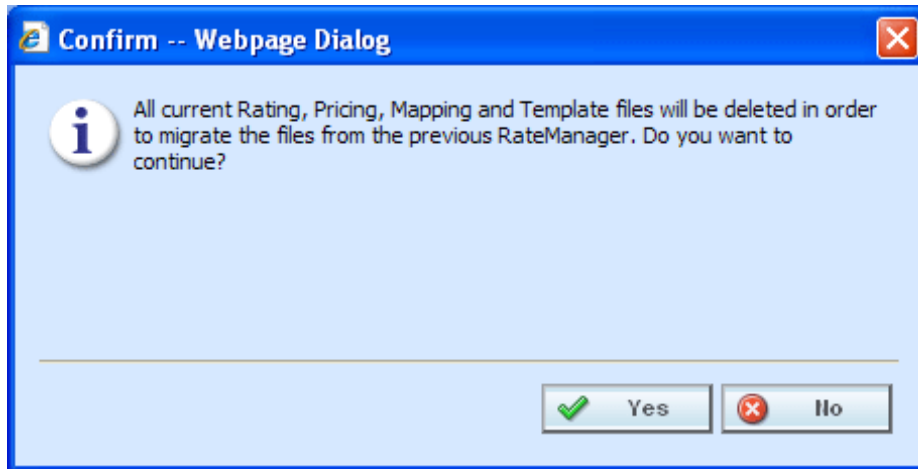 Confirm -- Webpage Dialog
All current Rating, Pricing, Mapping and Template files will be deleted in order
to migrate the files from the previous RateManager. Do you want to
continue?
Yes
No